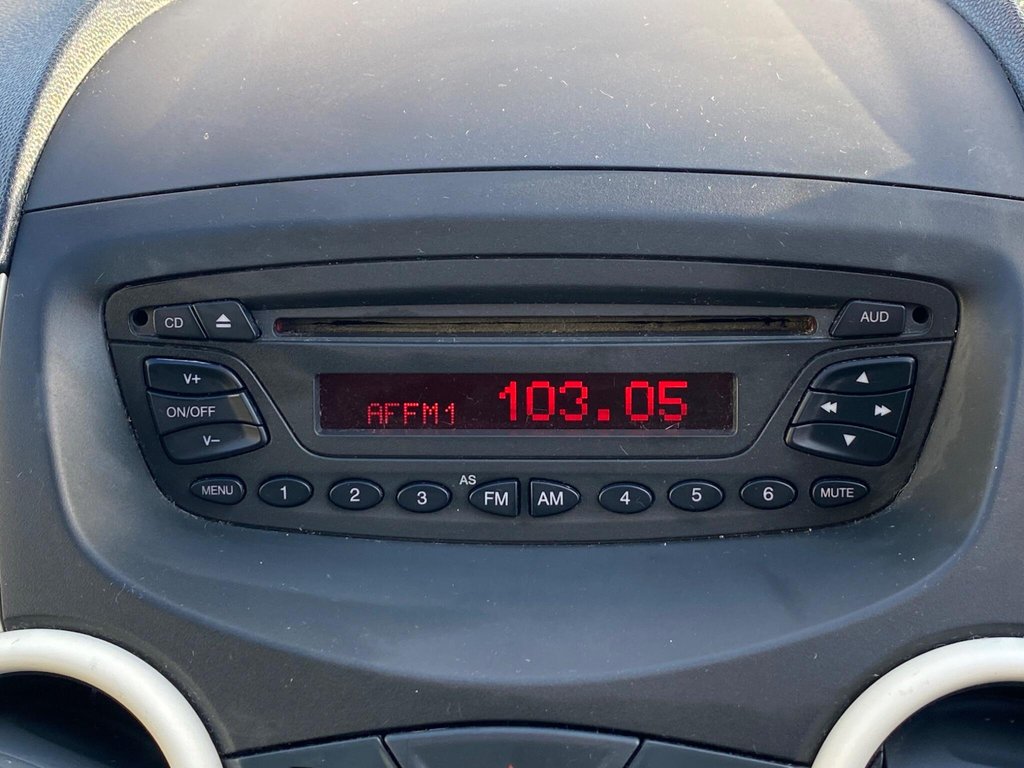 CD
AUD
V+
ON/OFF
V–
AFFM1 103.05
MENU 1 2 3 AS FM AM 4 5 6 MUTE